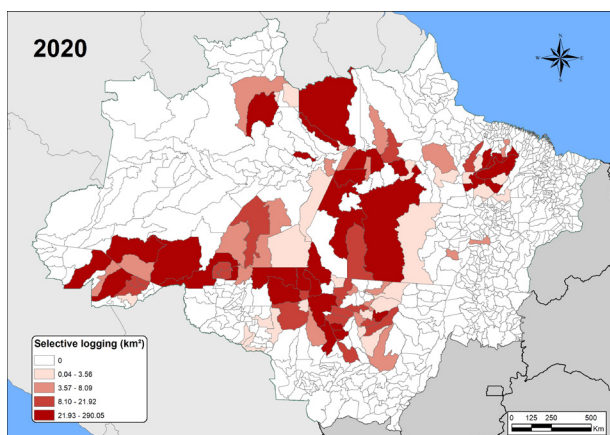 2020
N
Selective logging (km²)
0
0.04 - 3.56
3.57 - 8.09
8.10 - 21.92
21.93 - 290.05
0 125 250 500
Km